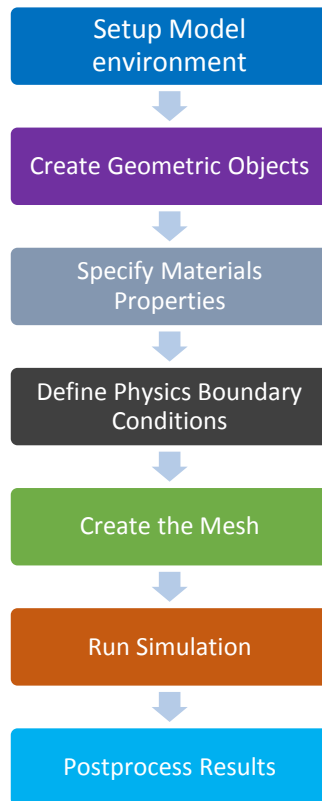 Setup Model
environment
Create Geometric Objects
Specify Materials
Properties
Define Physics Boundary
Conditions
Create the Mesh
Run Simulation
Postprocess Results